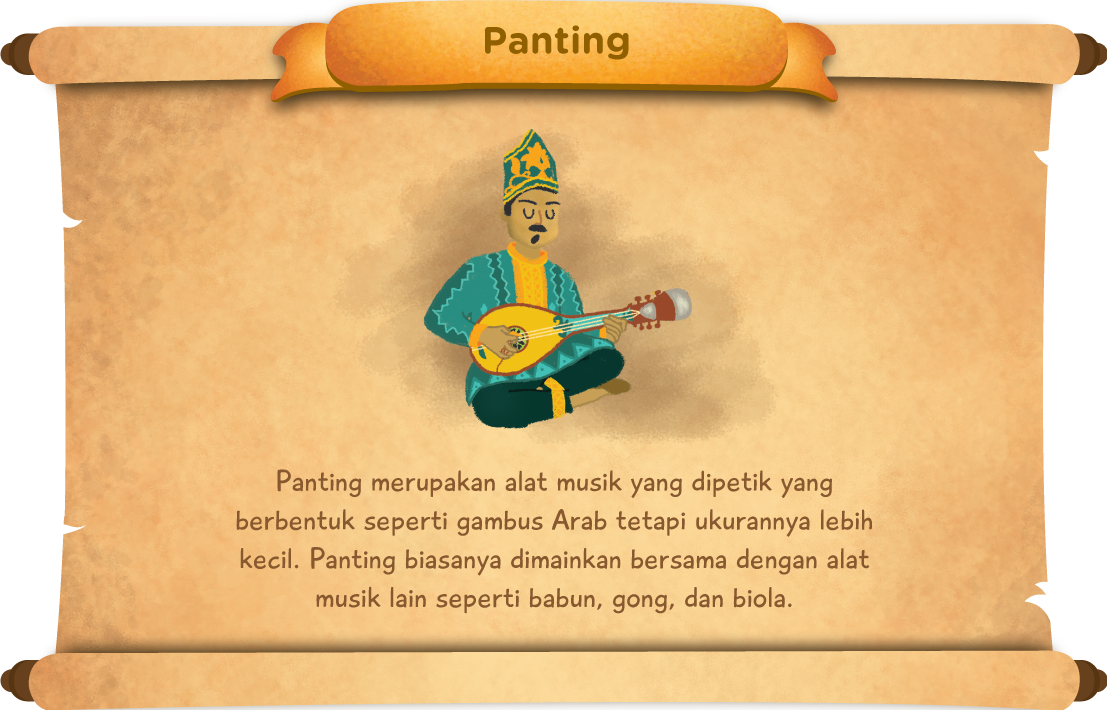 Panting
Panting merupakan alat musik yang dipetik yang
berbentuk seperti gambus Arab tetapi ukurannya lebih
kecil. Panting biasanya dimainkan bersama dengan alat
musik lain seperti babun, gong, dan biola.